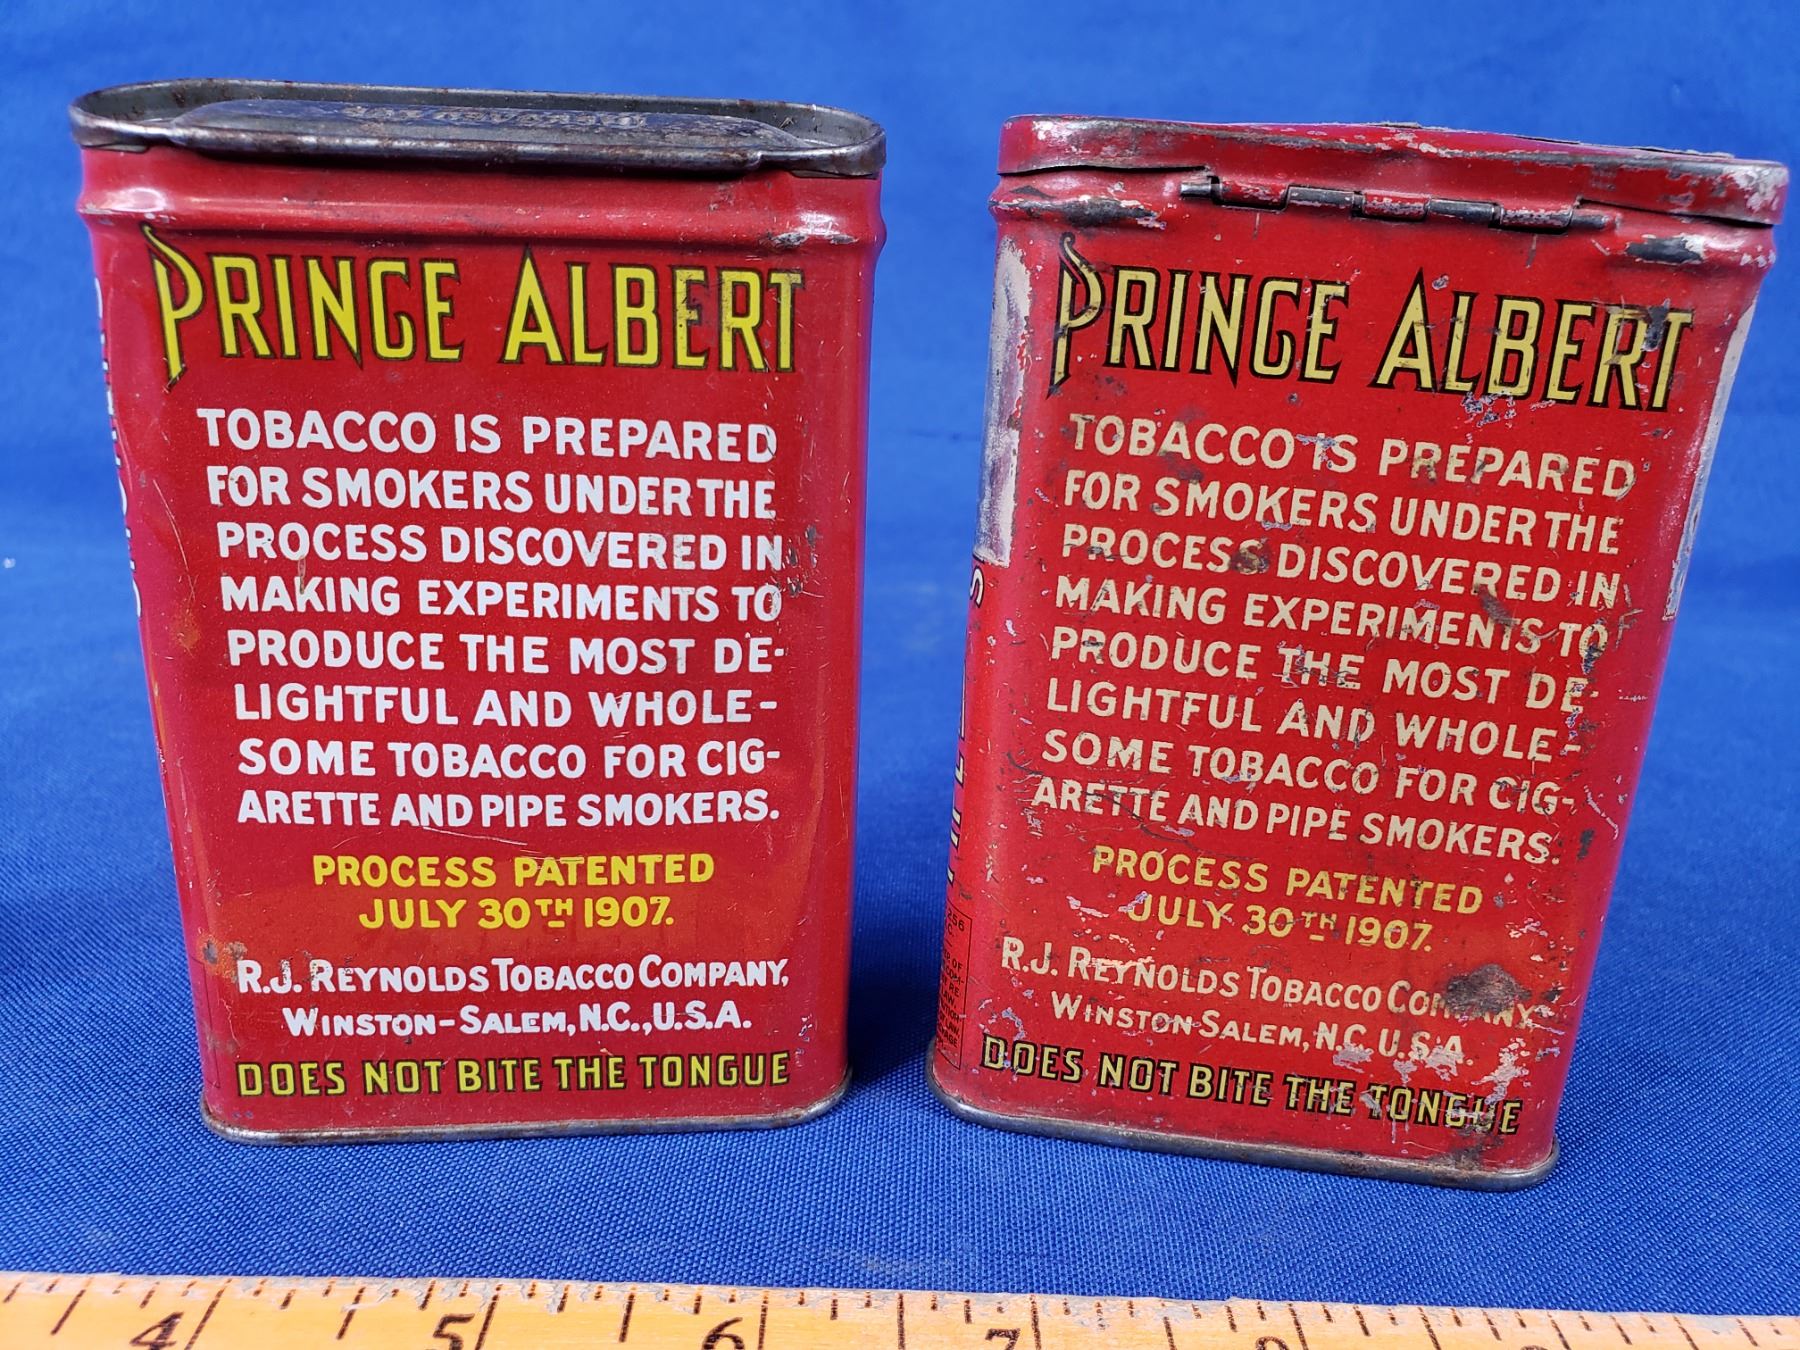 PRINCE ALBERT
TOBACCO IS PREPARED
FOR SMOKERS UNDER THE
PROCESS DISCOVERED IN
MAKING EXPERIMENTS TO
PRODUCE THE MOST DE-
LIGHTFUL AND WHOLE-
SOME TOBACCO FOR CIG-
ARETTE AND PIPE SMOKERS.
PROCESS PATENTED
JULY 30TH 1907.
R.J. REYNOLDS TOBACCO COMPANY,
WINSTON-SALEM, N.C., U.S.A.
DOES NOT BITE THE TONGUE
PRINCE ALBERT
TOBACCO IS PREPARED
FOR SMOKERS UNDER THE
PROCESS DISCOVERED IN
MAKING EXPERIMENTS TO
PRODUCE THE MOST DE-
LIGHTFUL AND WHOLE-
SOME TOBACCO FOR CIG-
ARETTE AND PIPE SMOKERS.
PROCESS PATENTED
JULY 30TH 1907.
R.J. REYNOLDS TOBACCO COMPANY
WINSTON-SALEM, N.C. U.S.A
DOES NOT BITE THE TONGUE
256
4 5 6 7 8 9